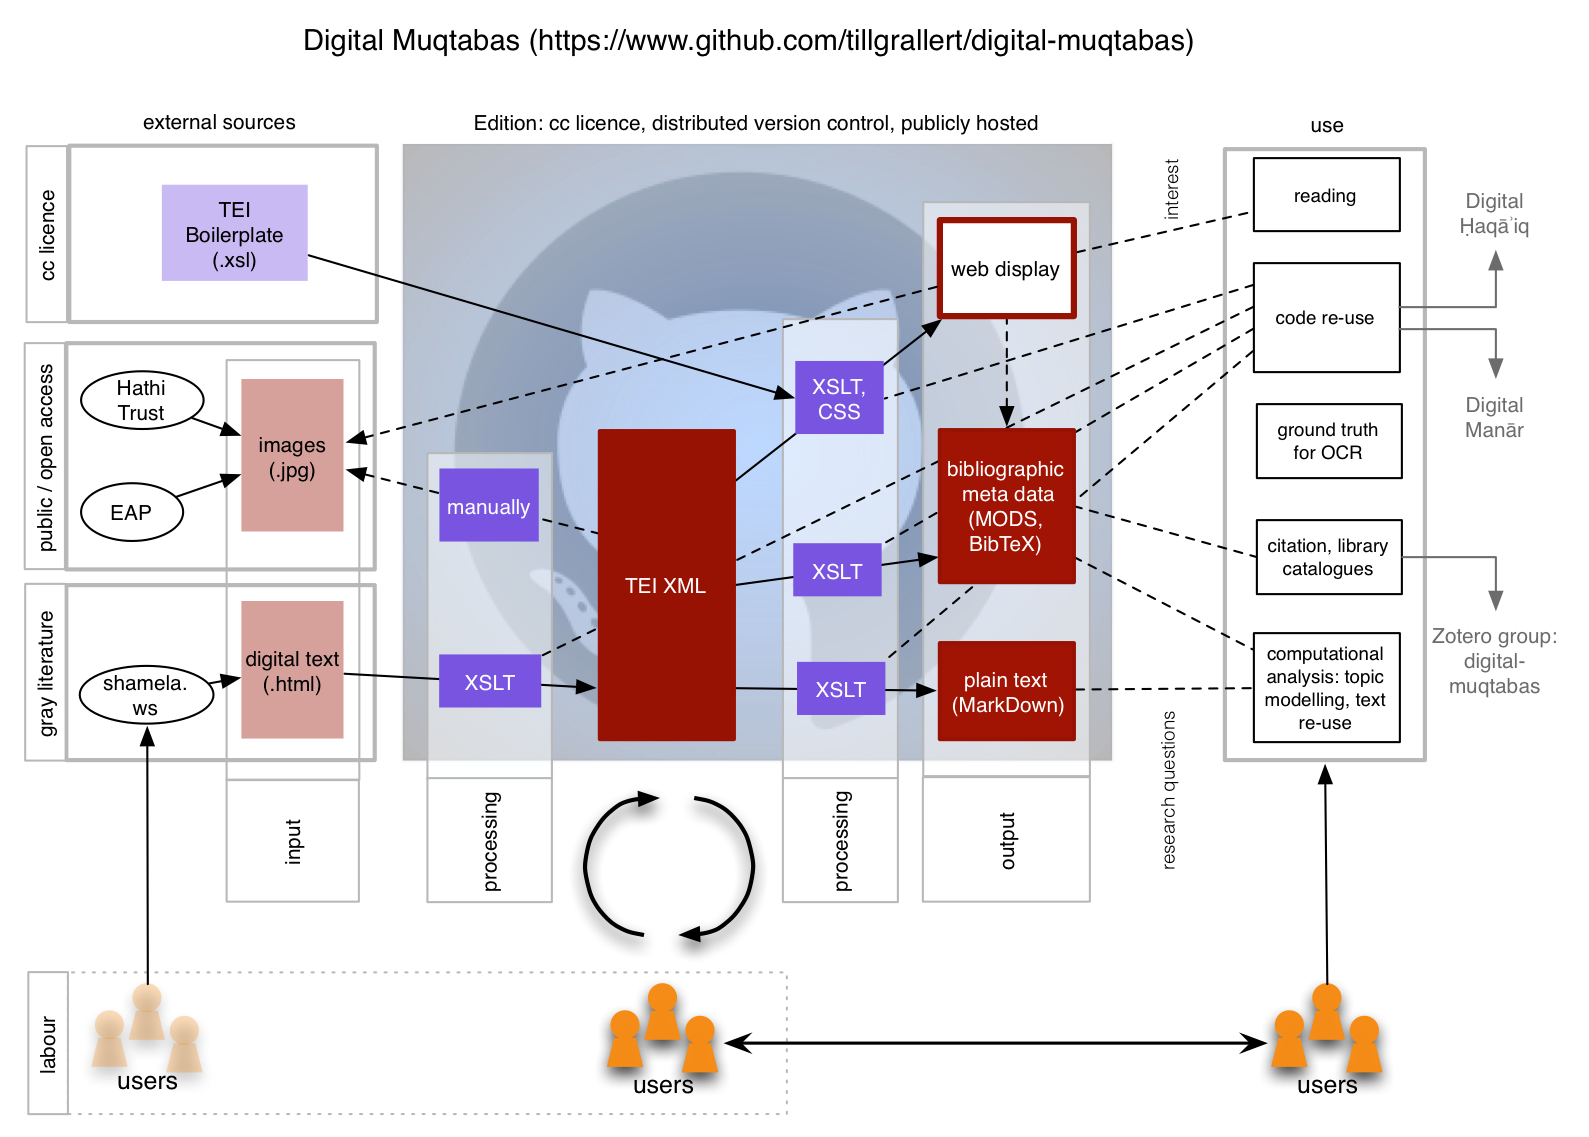 Digital Muqtabas (https://www.github.com/tillgrallert/digital-muqtabas)
external sources
Edition: cc licence, distributed version control, publicly hosted
use
cc licence
TEI
Boilerplate
(.xsl)
public / open access
Hathi
Trust
EAP
images
(.jpg)
gray literature
shamela.
ws
digital text
(.html)
input
manually
XSLT
processing
TEI XML
XSLT,
CSS
XSLT
XSLT
processing
web display
bibliographic
meta data
(MODS,
BibTeX)
plain text
(MarkDown)
output
interest
research questions
reading
code re-use
ground truth
for OCR
citation, library
catalogues
computational
analysis: topic
modelling, text
re-use
Digital
Ḥaqāʾiq
Digital
Manār
Zotero group:
digital-
muqtabas
labour
users
users
users